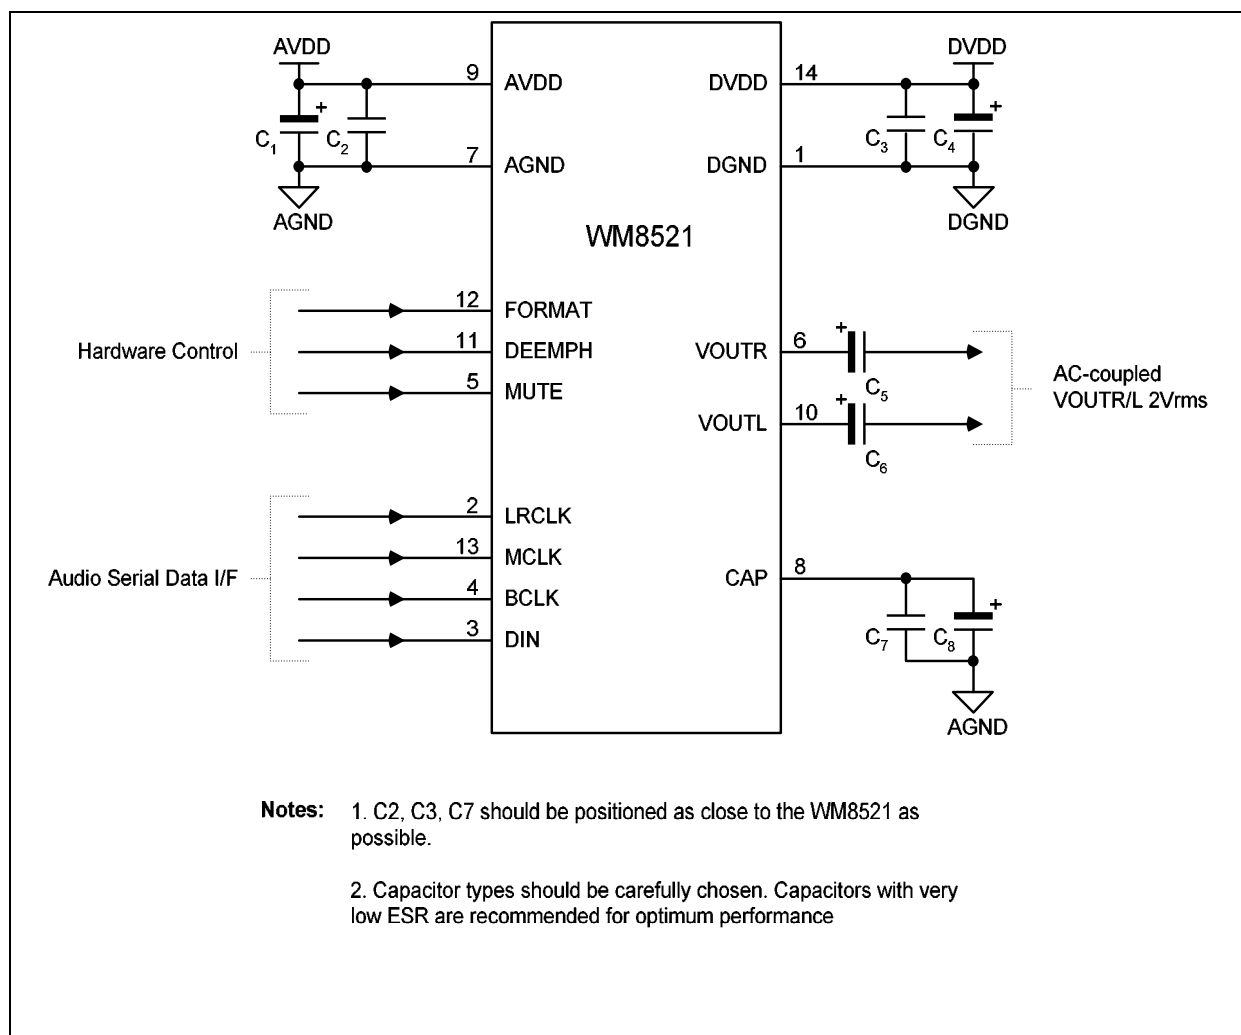 AVDD
DVDD
9
AVDD
DVDD
14
+
C1
C2
C3
C4
+
7
AGND
DGND
1
AGND
DGND
WM8521
Hardware Control
12
FORMAT
11
DEEMPH
5
MUTE
VOUTR
6
+
C5
VOUTL
10
+
C6
AC-coupled
VOUTR/L 2Vrms
Audio Serial Data I/F
2
LRCLK
13
MCLK
4
BCLK
3
DIN
CAP
8
C7
C8
+
AGND
Notes: 1. C2, C3, C7 should be positioned as close to the WM8521 as
possible.
2. Capacitor types should be carefully chosen. Capacitors with very
low ESR are recommended for optimum performance